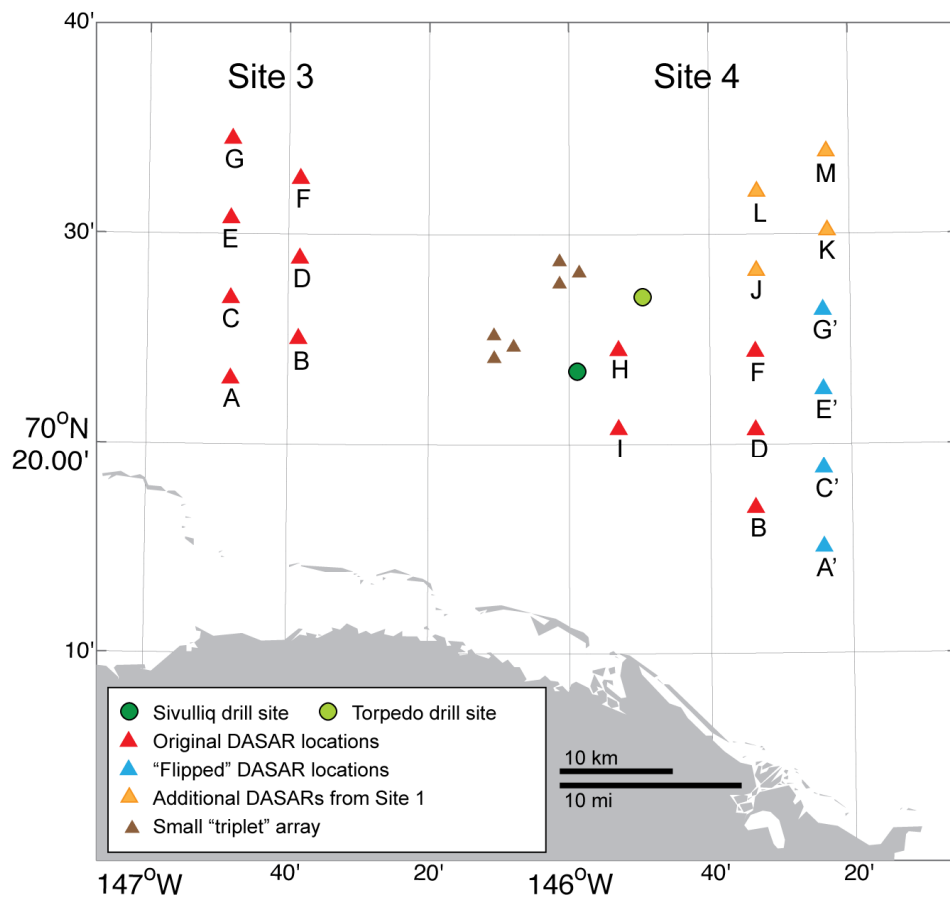 40'
Site 3
Site 4
G
M
F
L
E
30'
K
D
J
C
G'
B
H
F
A
E'
70°N
20.00'
I
D
C'
B
A'
10'
Sivulliq drill site
Torpedo drill site
Original DASAR locations
"Flipped" DASAR locations
Additional DASARs from Site 1
Small "triplet" array
10 km
10 mi
147°W
40'
20'
146°W
40'
20'